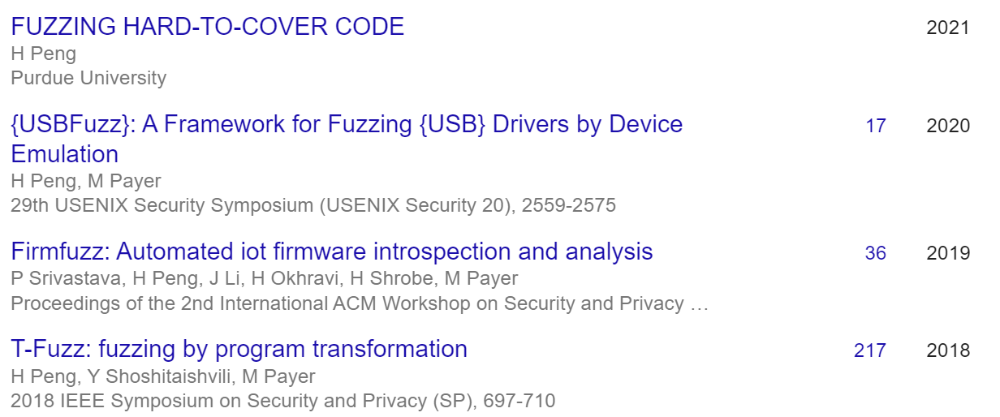 FUZZING HARD-TO-COVER CODE 2021
H Peng
Purdue University
{USBFuzz}: A Framework for Fuzzing {USB} Drivers by Device 17 2020
Emulation
H Peng, M Payer
29th USENIX Security Symposium (USENIX Security 20), 2559-2575
Firmfuzz: Automated iot firmware introspection and analysis 36 2019
P Srivastava, H Peng, J Li, H Okhravi, H Shrobe, M Payer
Proceedings of the 2nd International ACM Workshop on Security and Privacy …
T-Fuzz: fuzzing by program transformation 217 2018
H Peng, Y Shoshitaishvili, M Payer
2018 IEEE Symposium on Security and Privacy (SP), 697-710